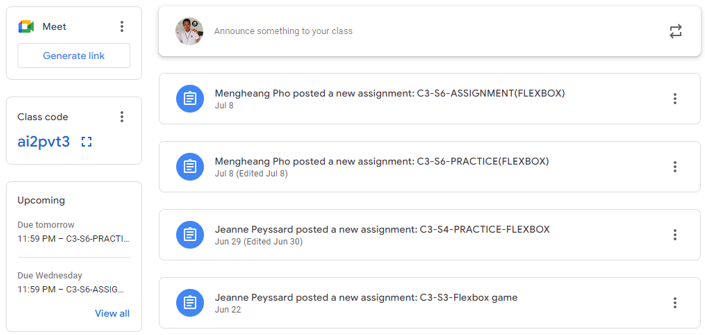 Meet
Generate link
Class code
ai2pvt3
Upcoming
Due tomorrow
11:59 PM – C3-S6-PRACTI...
Due Wednesday
11:59 PM – C3-S6-ASSIG...
View all
Announce something to your class
Mengheang Pho posted a new assignment: C3-S6-ASSIGNMENT(FLEXBOX)
Jul 8
Mengheang Pho posted a new assignment: C3-S6-PRACTICE(FLEXBOX)
Jul 8 (Edited Jul 8)
Jeanne Peyssard posted a new assignment: C3-S4-PRACTICE-FLEXBOX
Jun 29 (Edited Jun 30)
Jeanne Peyssard posted a new assignment: C3-S3-Flexbox game
Jun 22